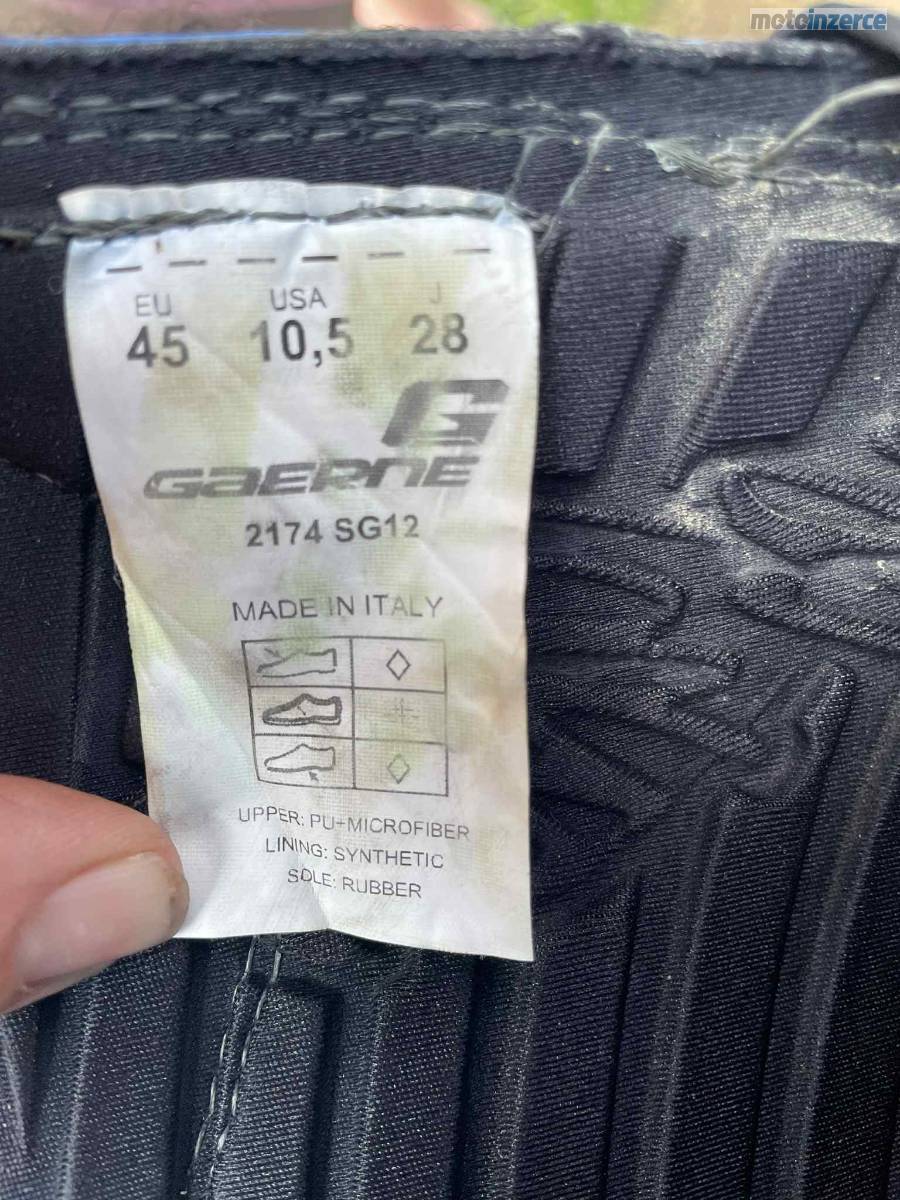 motoinzerce
EU USA J
45 10,5 28
G
GAERNE
2174 SG12
MADE IN ITALY
UPPER: PU+MICROFIBER
LINING: SYNTHETIC
SOLE: RUBBER